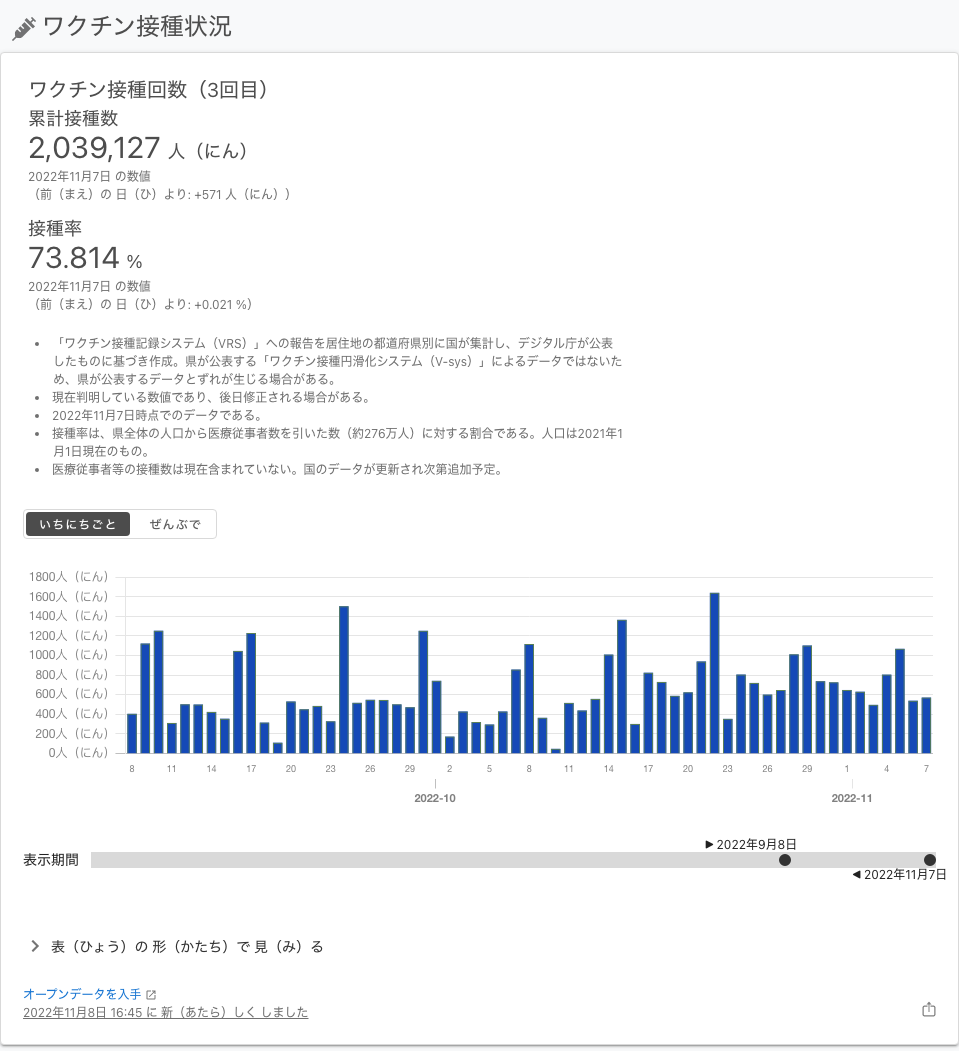 ワクチン接種状況
ワクチン接種回数（3回目）
累計接種数
2,039,127 人（にん）
2022年11月7日 の数値
（前（まえ）の 日（ひ）より: +571 人（にん））
接種率
73.814 %
2022年11月7日 の数値
（前（まえ）の 日（ひ）より: +0.021 %）
• 「ワクチン接種記録システム（VRS）」への報告を居住地の都道府県別に国が集計し、デジタル庁が公表
したものに基づき作成。県が公表する「ワクチン接種円滑化システム（V-sys）」によるデータではないた
め、県が公表するデータとずれが生じる場合がある。
• 現在判明している数値であり、後日修正される場合がある。
• 2022年11月7日時点でのデータである。
• 接種率は、県全体の人口から医療従事者数を引いた数（約276万人）に対する割合である。人口は2021年1
月1日現在のもの。
• 医療従事者等の接種数は現在含まれていない。国のデータが更新され次第追加予定。
いちにちごと ぜんぶで
1800人（にん）
1600人（にん）
1400人（にん）
1200人（にん）
1000人（にん）
800人（にん）
600人（にん）
400人（にん）
200人（にん）
0人（にん）
8 11 14 17 20 23 26 29 2 5 8 11 14 17 20 23 26 29 1 4 7
2022-10 2022-11
2022年9月8日
表示期間
2022年11月7日
表（ひょう）の 形（かたち）で 見（み）る
オープンデータを入手
2022年11月8日 16:45 に 新（あたら）しく しました